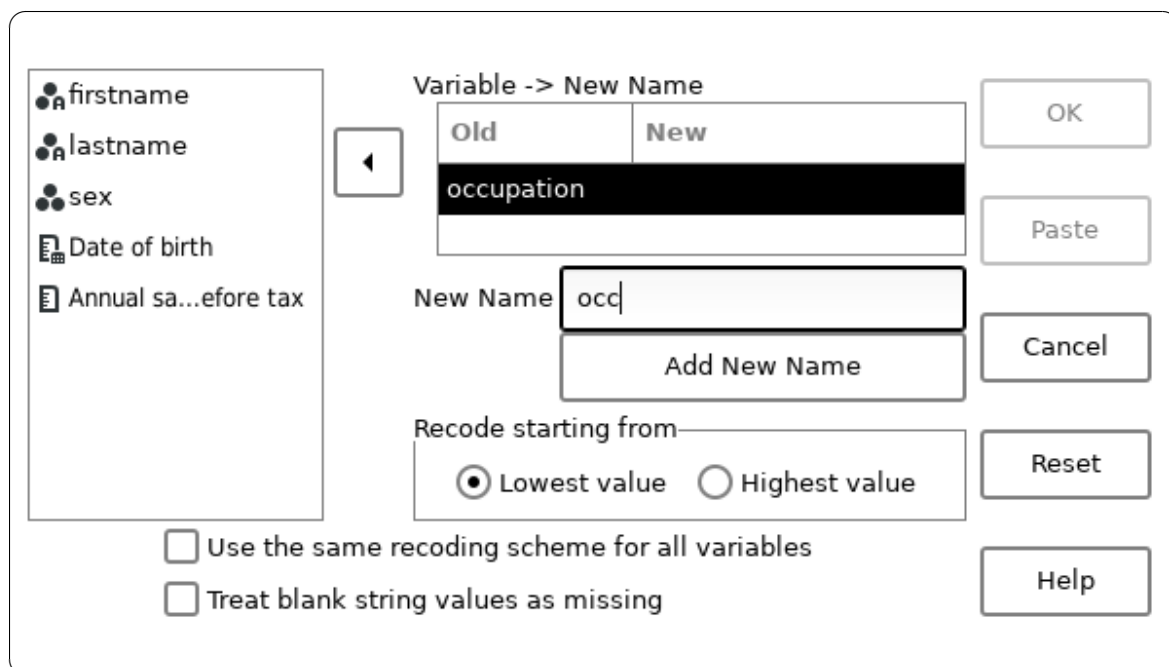 firstname
lastname
sex
Date of birth
Annual sa...efore tax
Variable -> New Name
Old New
occupation
New Name occ
Add New Name
Recode starting from
Lowest value Highest value
Use the same recoding scheme for all variables
Treat blank string values as missing
OK
Paste
Cancel
Reset
Help